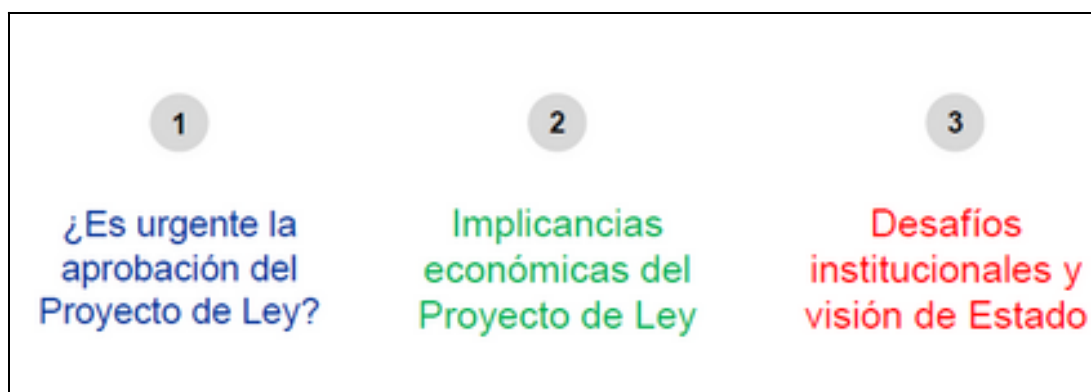 1
¿Es urgente la
aprobación del
Proyecto de Ley?
2
Implicancias
económicas del
Proyecto de Ley
3
Desafíos
institucionales y
visión de Estado